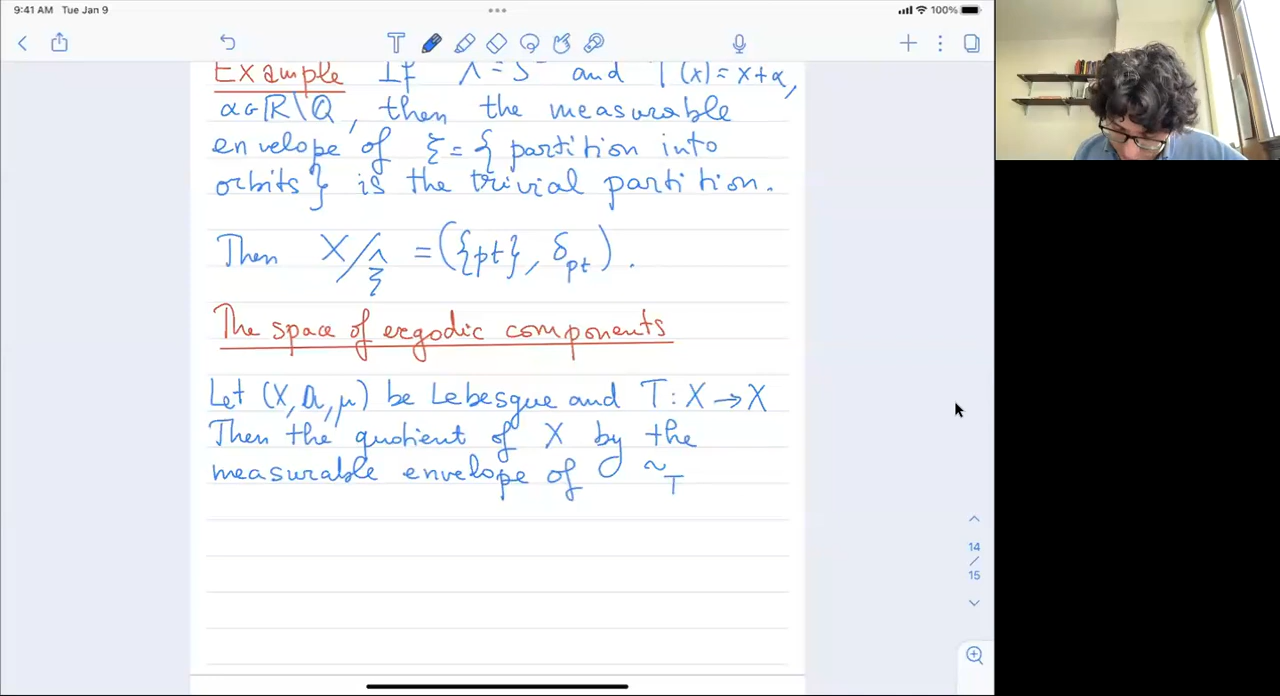 9:41 AM Tue Jan 9
100%
Example If X = S¹ and T(x) = x+α,
α∈ℝ\ℚ, then the measurable
envelope of ξ = { partition into
orbits} is the trivial partition.
Then X/ξ̂ = ({pt}, δ_pt).
The space of ergodic components
Let (X, 𝒜, μ) be Lebesgue and T: X → X
Then the quotient of X by the
measurable envelope of ~_T
14
/
15